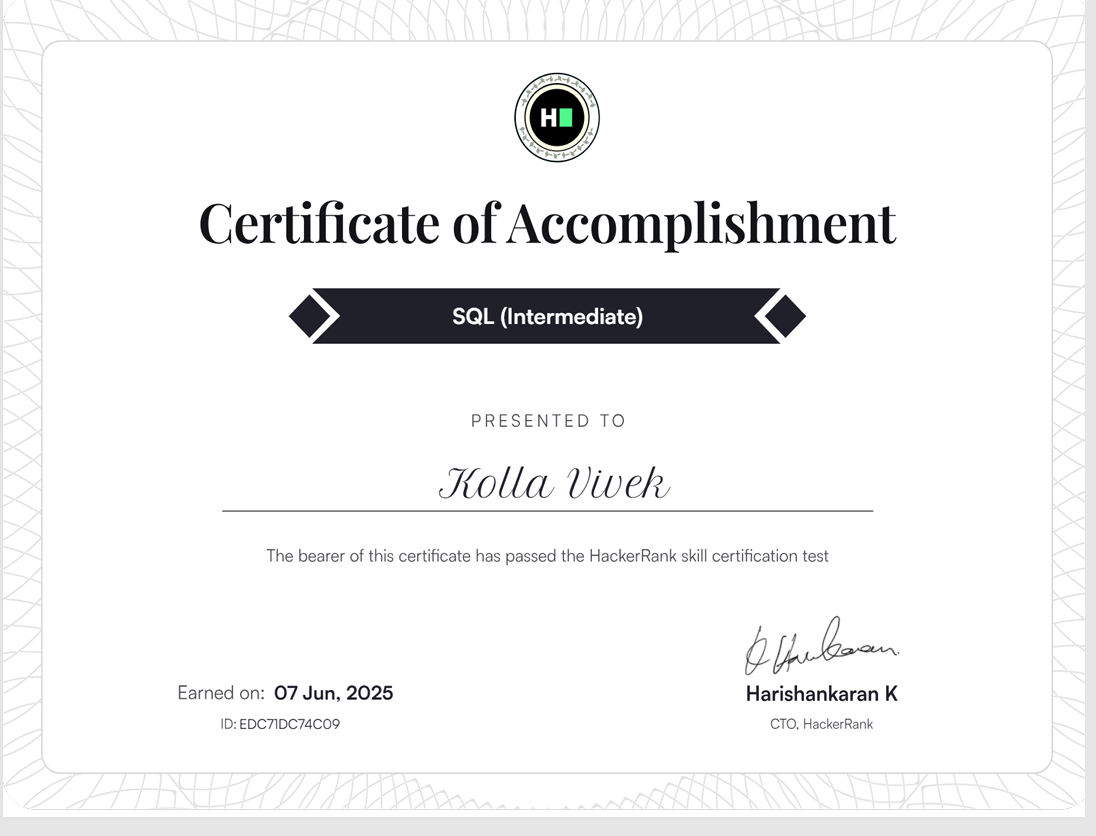 H
Certificate of Accomplishment
SQL (Intermediate)
PRESENTED TO
Kolla Vivek
The bearer of this certificate has passed the HackerRank skill certification test
Earned on: 07 Jun, 2025
ID: EDC71DC74C09
Harishankaran K
CTO, HackerRank